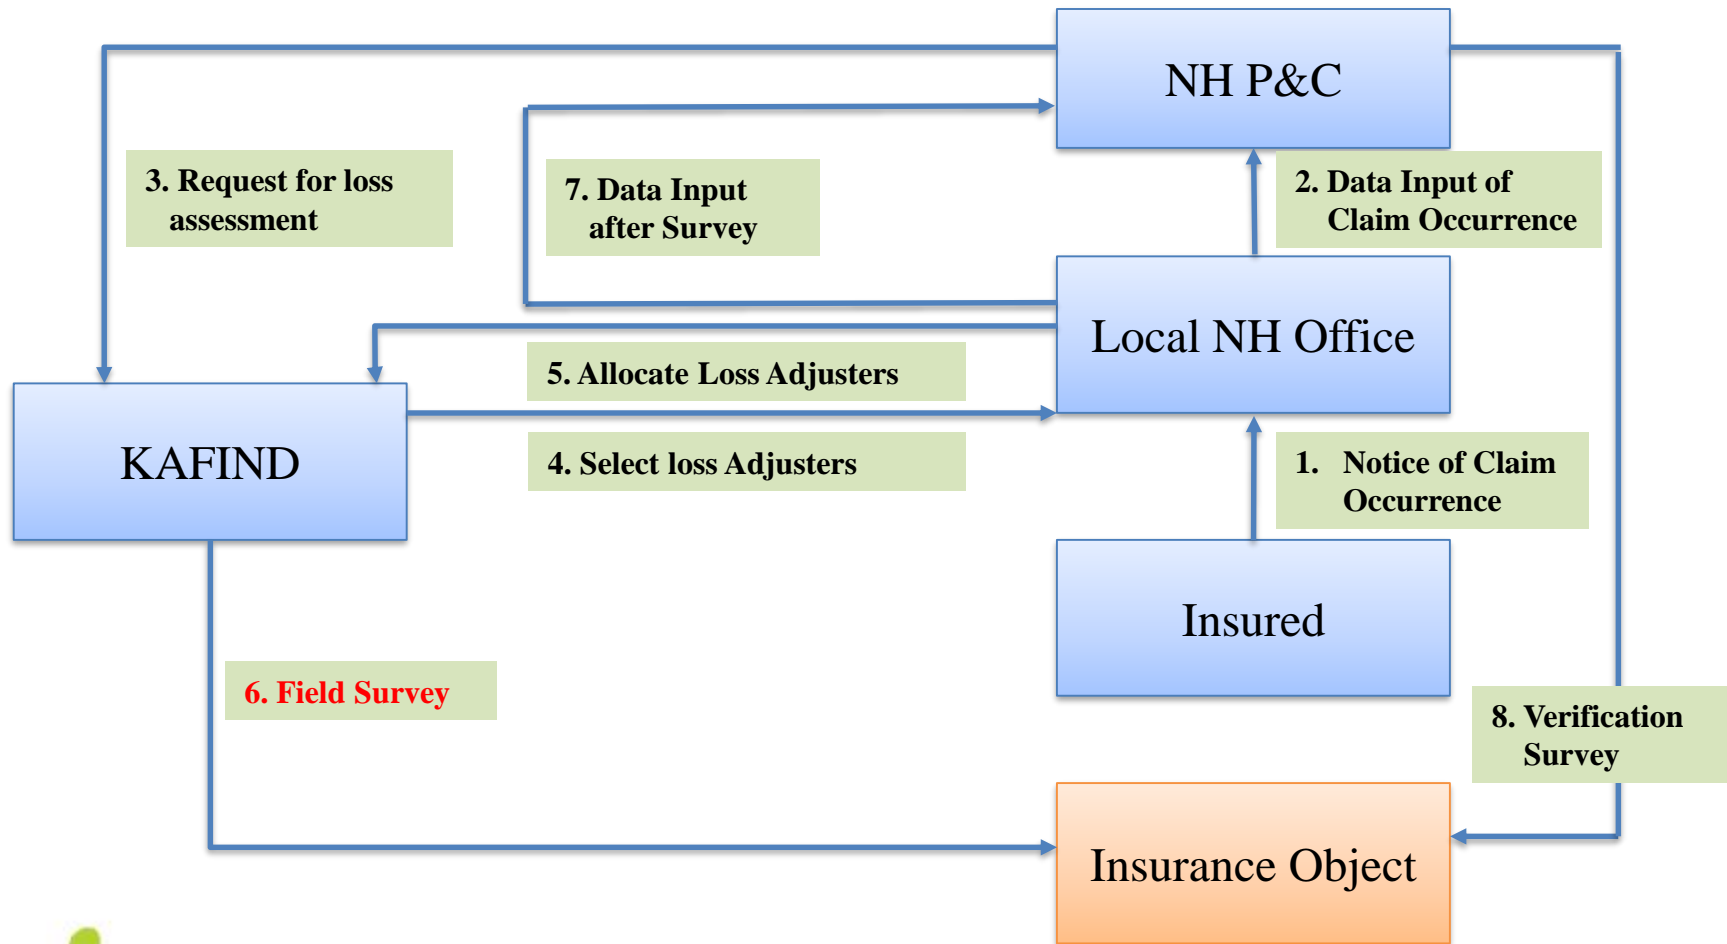 NH P&C
3. Request for loss
assessment
7. Data Input
after Survey
2. Data Input of
Claim Occurrence
Local NH Office
5. Allocate Loss Adjusters
KAFIND
4. Select loss Adjusters
1. Notice of Claim
Occurrence
Insured
6. Field Survey
8. Verification
Survey
Insurance Object